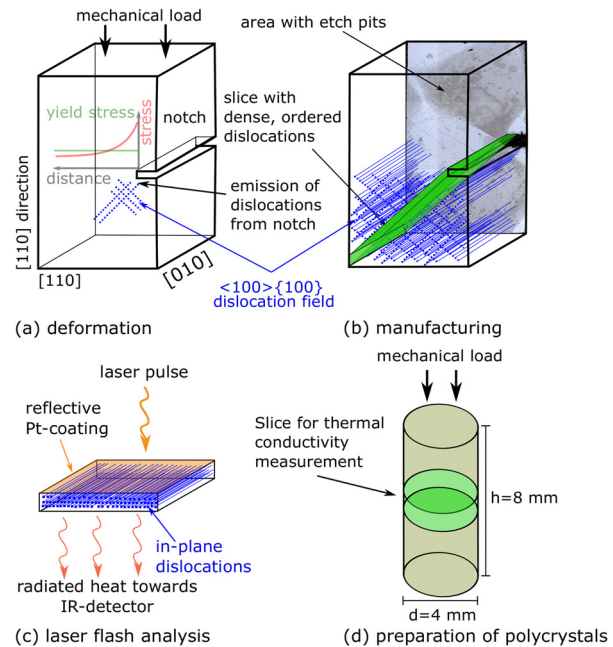 mechanical load
notch
yield stress
stress
distance
emission of
dislocations
from notch
[110] direction
[110]
[010]
<100>{100}
dislocation field
(a) deformation
area with etch pits
slice with
dense, ordered
dislocations
(b) manufacturing
laser pulse
reflective
Pt-coating
in-plane
dislocations
radiated heat towards
IR-detector
(c) laser flash analysis
mechanical load
Slice for thermal
conductivity
measurement
h=8 mm
d=4 mm
(d) preparation of polycrystals